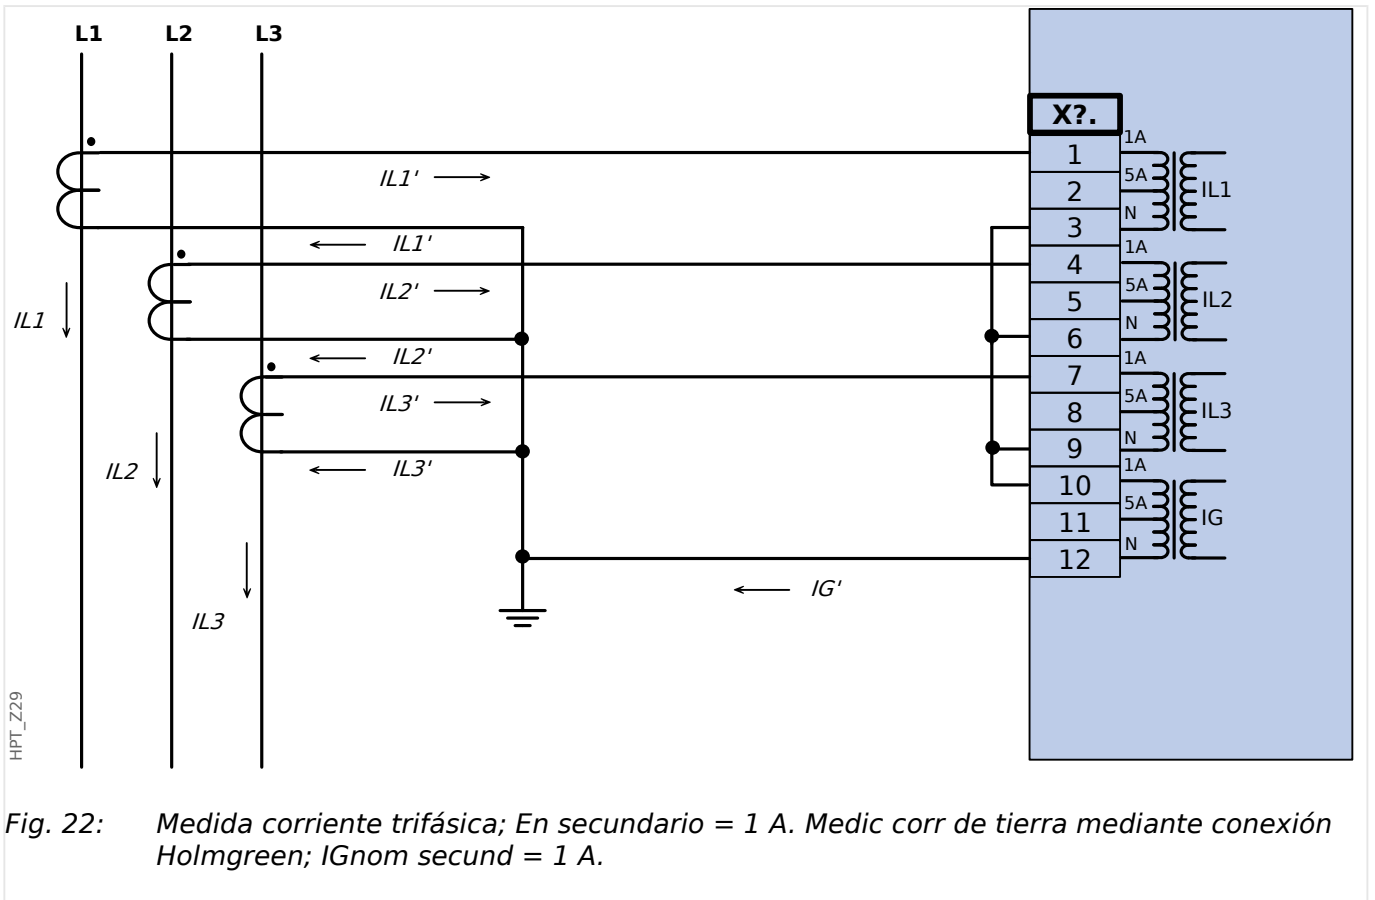 L1 L2 L3
X?.
1A
1
IL1'
5A
2
IL1
N
3
IL1'
1A
4
IL2'
5A
5
IL2
IL1
N
6
IL2'
1A
7
IL3'
5A
8
IL3
N
9
IL2
IL3'
1A
10
5A
11
IG
N
12
IG'
IL3
HPT_Z29
Fig. 22: Medida corriente trifásica; En secundario = 1 A. Medic corr de tierra mediante conexión
Holmgreen; IGnom secund = 1 A.